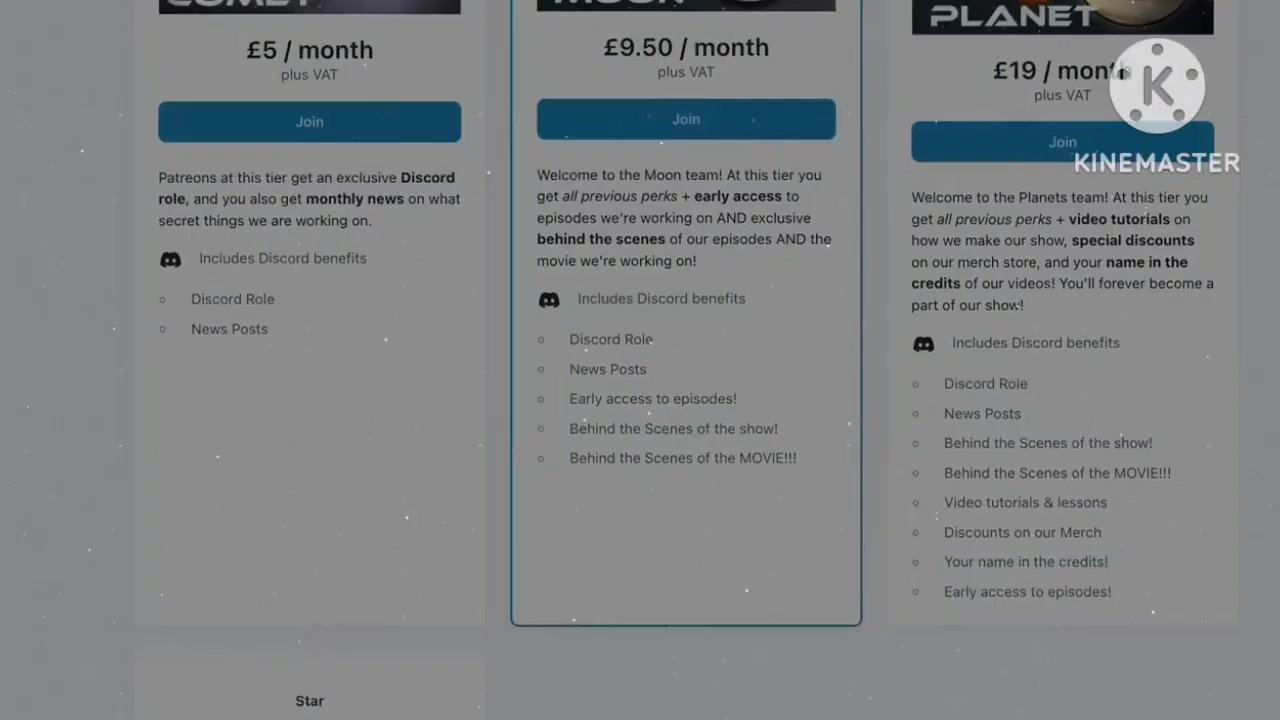 COMET
£5 / month
plus VAT
Join
Patreons at this tier get an exclusive Discord
role, and you also get monthly news on what
secret things we are working on.
Includes Discord benefits
Discord Role
News Posts
MOON
£9.50 / month
plus VAT
Join
Welcome to the Moon team! At this tier you
get all previous perks + early access to
episodes we're working on AND exclusive
behind the scenes of our episodes AND the
movie we're working on!
Includes Discord benefits
Discord Role
News Posts
Early access to episodes!
Behind the Scenes of the show!
Behind the Scenes of the MOVIE!!!
PLANET
£19 / month
plus VAT
Join
Welcome to the Planets team! At this tier you
get all previous perks + video tutorials on
how we make our show, special discounts
on our merch store, and your name in the
credits of our videos! You'll forever become a
part of our show!
Includes Discord benefits
Discord Role
News Posts
Behind the Scenes of the show!
Behind the Scenes of the MOVIE!!!
Video tutorials & lessons
Discounts on our Merch
Your name in the credits!
Early access to episodes!
Star
K
KINEMASTER